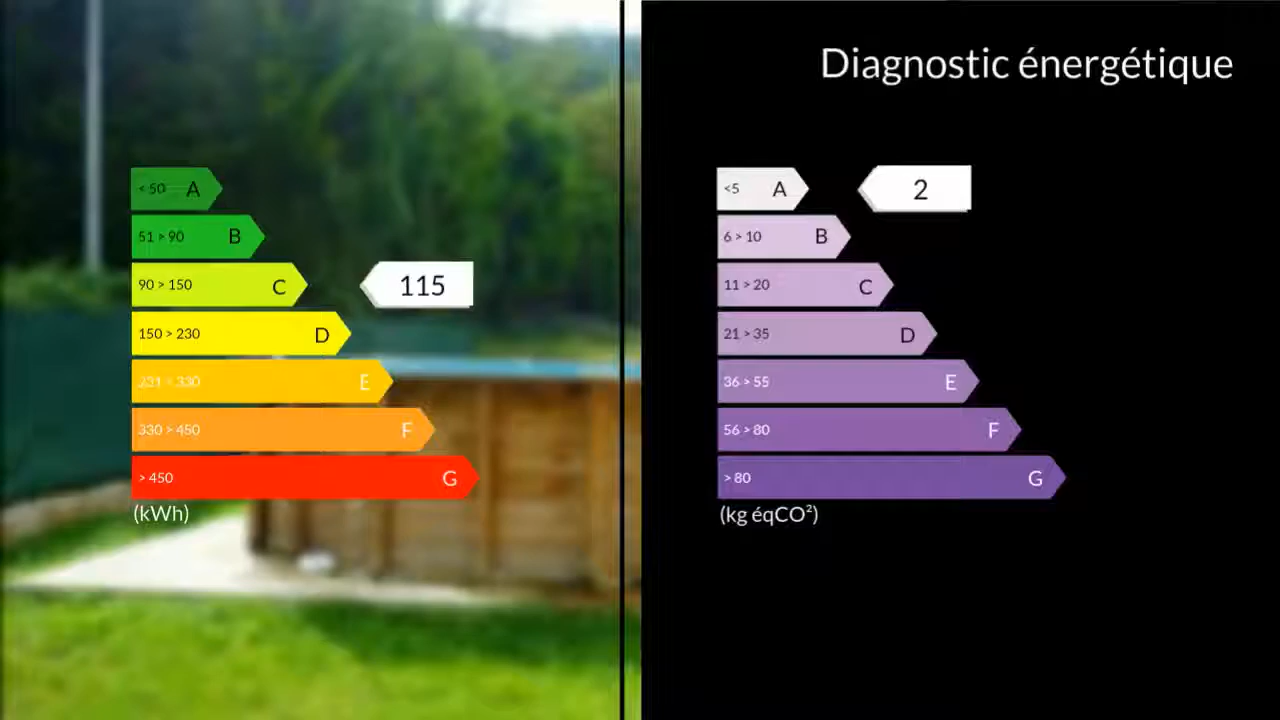 Diagnostic énergétique
< 50 A
51 > 90 B
90 > 150 C
115
150 > 230 D
231 > 330 E
330 > 450 F
> 450 G
(kWh)
<5 A
2
6 > 10 B
11 > 20 C
21 > 35 D
36 > 55 E
56 > 80 F
> 80 G
(kg éqCO²)